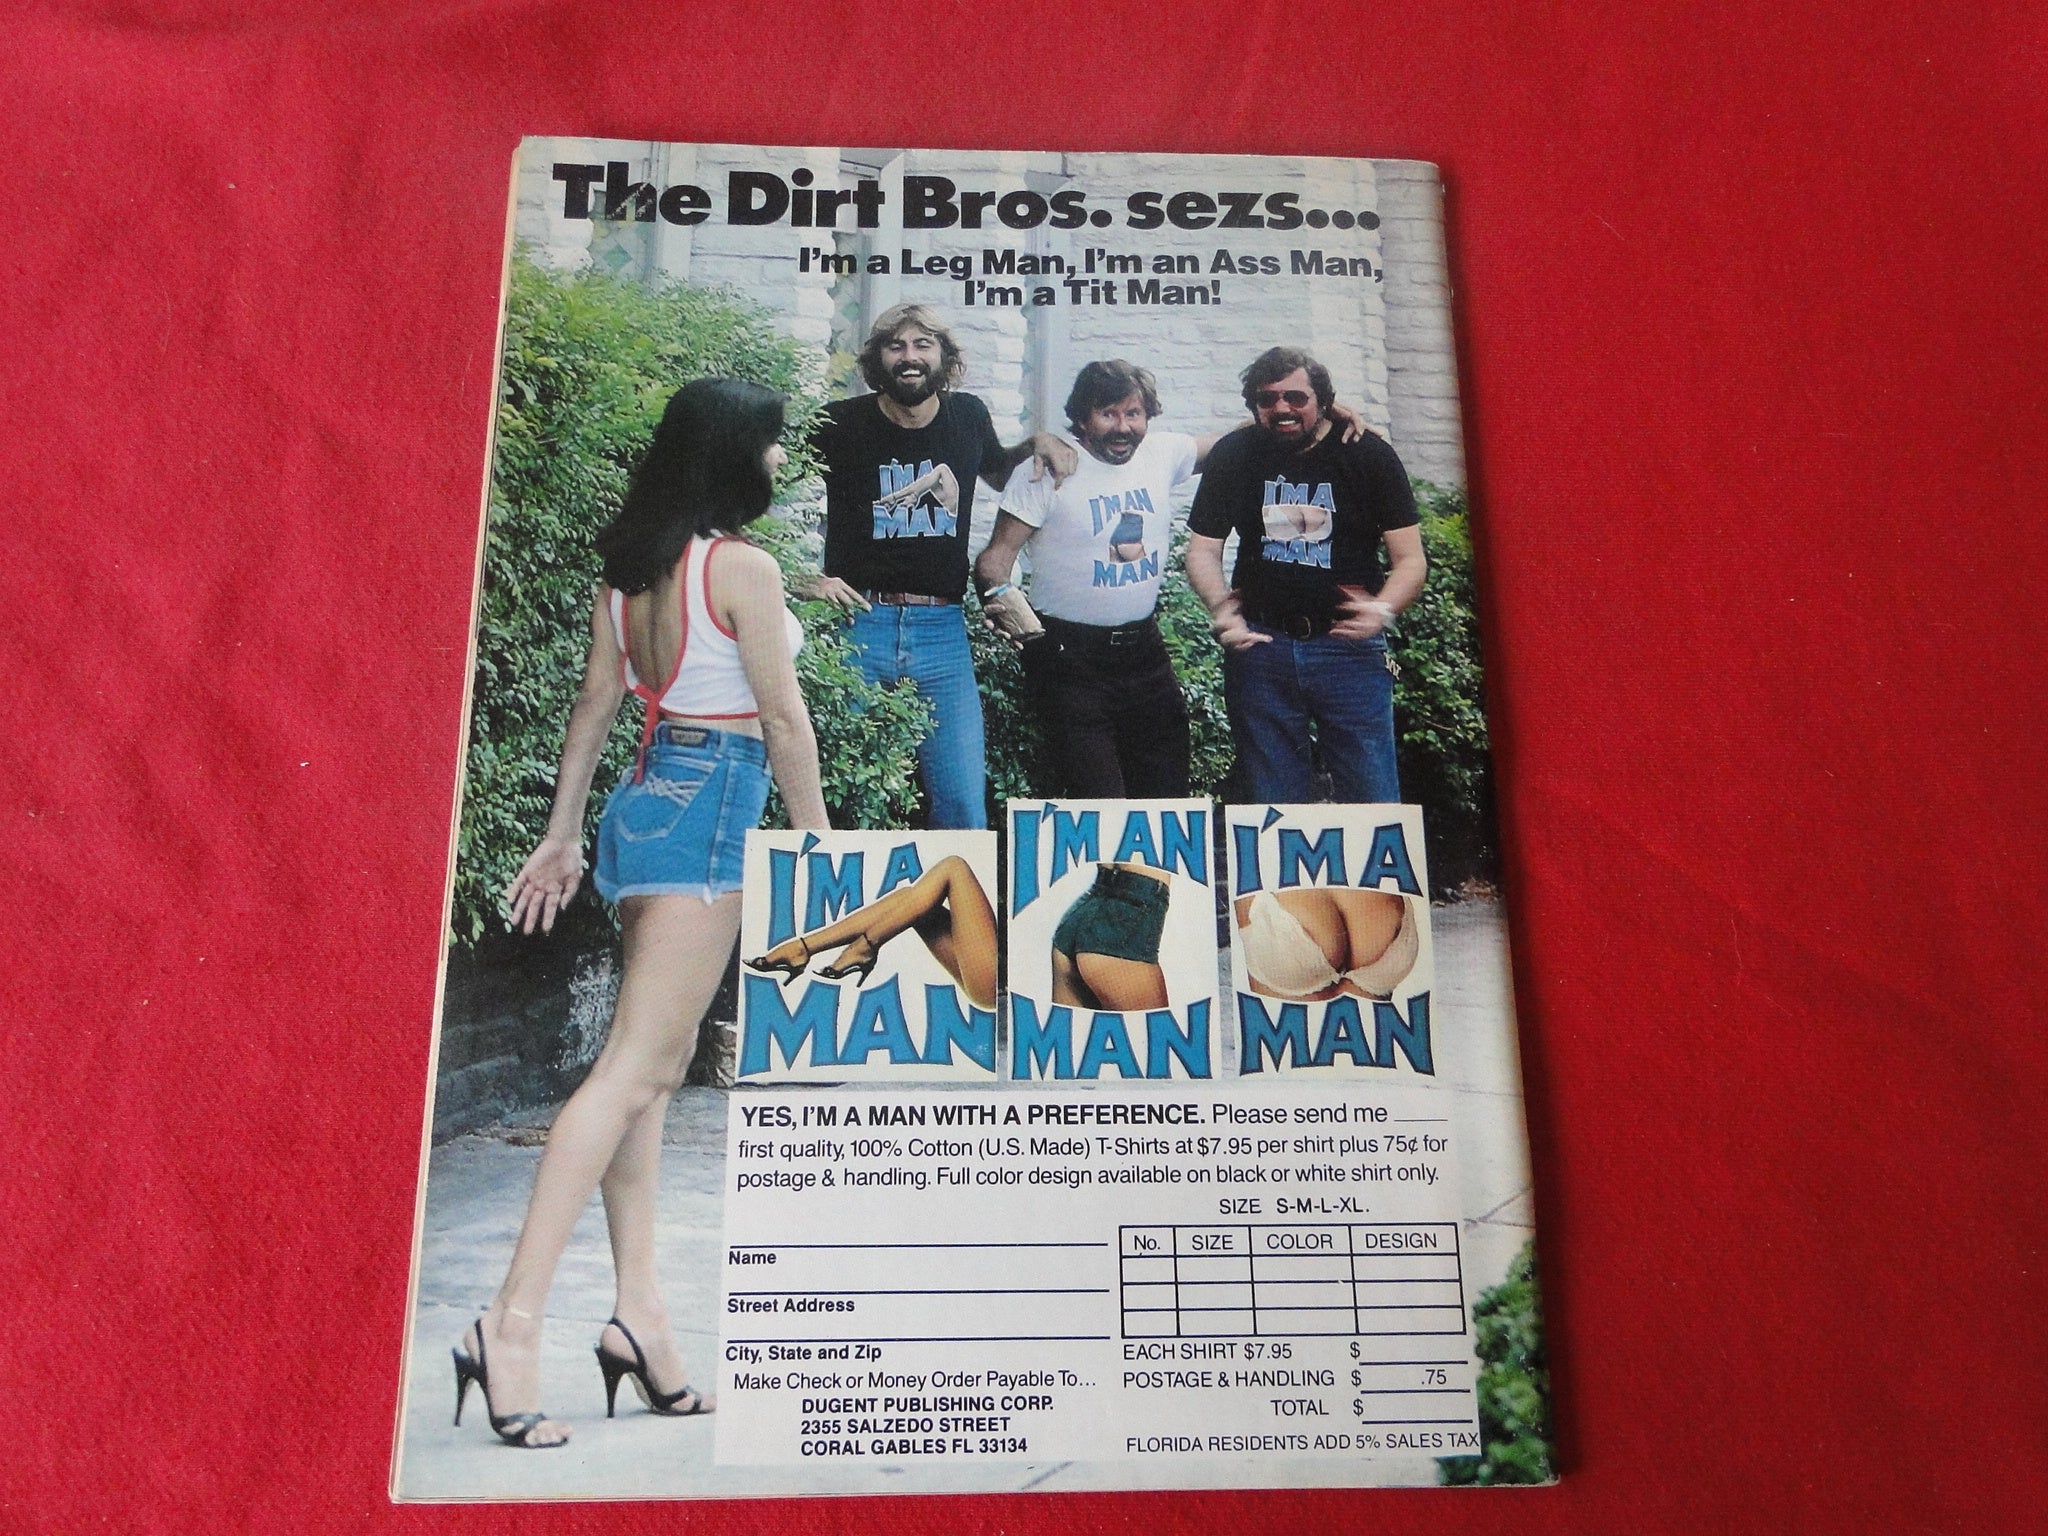 The Dirt Bros. sezs...
I'm a Leg Man, I'm an Ass Man,
I'm a Tit Man!
I'M A
MAN
I'M AN
MAN
I'M A
MAN
I'M A
MAN
I'M AN
MAN
I'M A
MAN
YES, I'M A MAN WITH A PREFERENCE. Please send me ____
first quality, 100% Cotton (U.S. Made) T-Shirts at $7.95 per shirt plus 75¢ for
postage & handling. Full color design available on black or white shirt only.
SIZE S-M-L-XL.
No. SIZE COLOR DESIGN
Name
Street Address
City, State and Zip
Make Check or Money Order Payable To...
DUGENT PUBLISHING CORP.
2355 SALZEDO STREET
CORAL GABLES FL 33134
EACH SHIRT $7.95 $
POSTAGE & HANDLING $ .75
TOTAL $
FLORIDA RESIDENTS ADD 5% SALES TAX